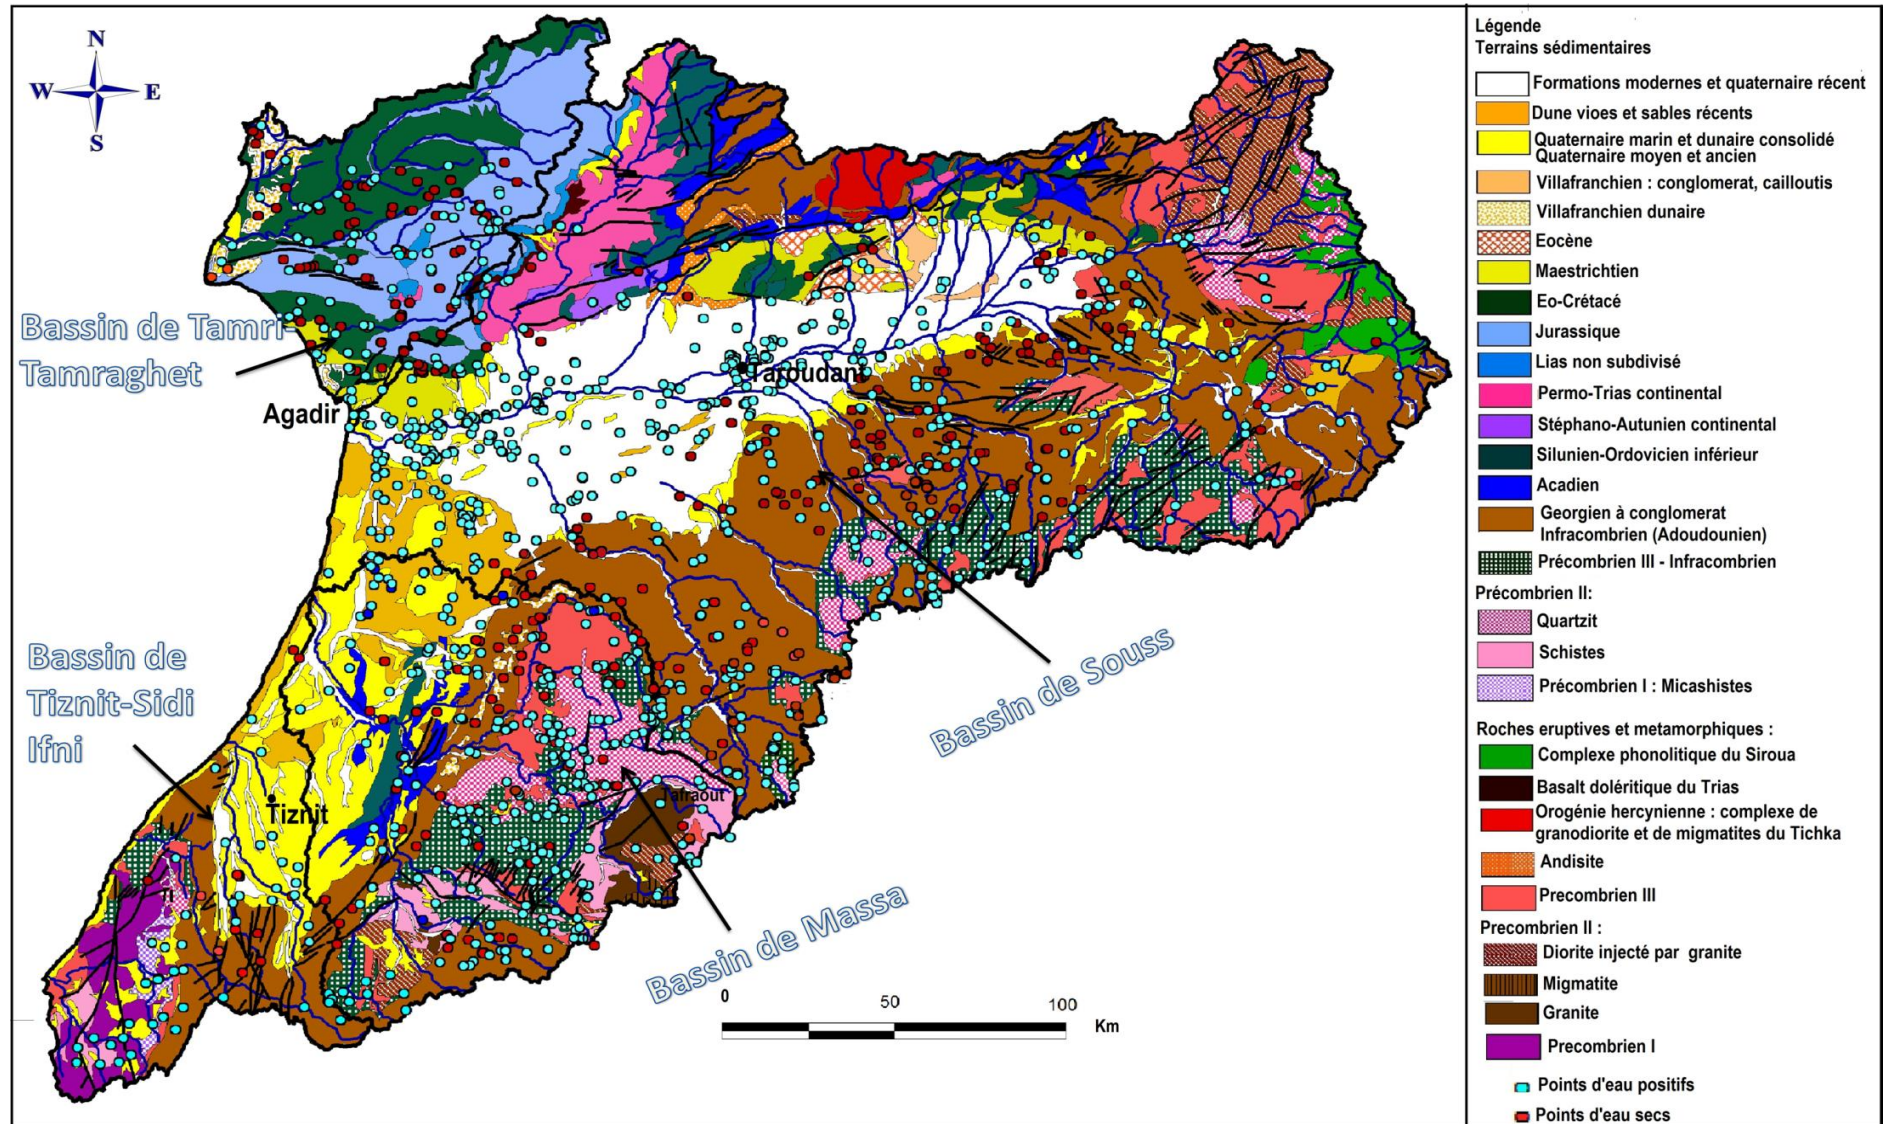 N
W
E
S
Bassin de Tamri-
Tamraghet
Agadir
Taroudant
Bassin de
Tiznit-Sidi
Ifni
Tiznit
Tafraout
Bassin de Souss
Bassin de Massa
0 50 100
Km
Légende
Terrains sédimentaires
Formations modernes et quaternaire récent
Dune vioes et sables récents
Quaternaire marin et dunaire consolidé
Quaternaire moyen et ancien
Villafranchien : conglomerat, cailloutis
Villafranchien dunaire
Eocène
Maestrichtien
Eo-Crétacé
Jurassique
Lias non subdivisé
Permo-Trias continental
Stéphano-Autunien continental
Silunien-Ordovicien inférieur
Acadien
Georgien à conglomerat
Infracombrien (Adoudounien)
Précombrien III - Infracombrien
Précombrien II:
Quartzit
Schistes
Précombrien I : Micashistes
Roches eruptives et metamorphiques :
Complexe phonolitique du Siroua
Basalt doléritique du Trias
Orogénie hercynienne : complexe de
granodiorite et de migmatites du Tichka
Andisite
Precombrien III
Precombrien II :
Diorite injecté par granite
Migmatite
Granite
Precombrien I
Points d'eau positifs
Points d'eau secs